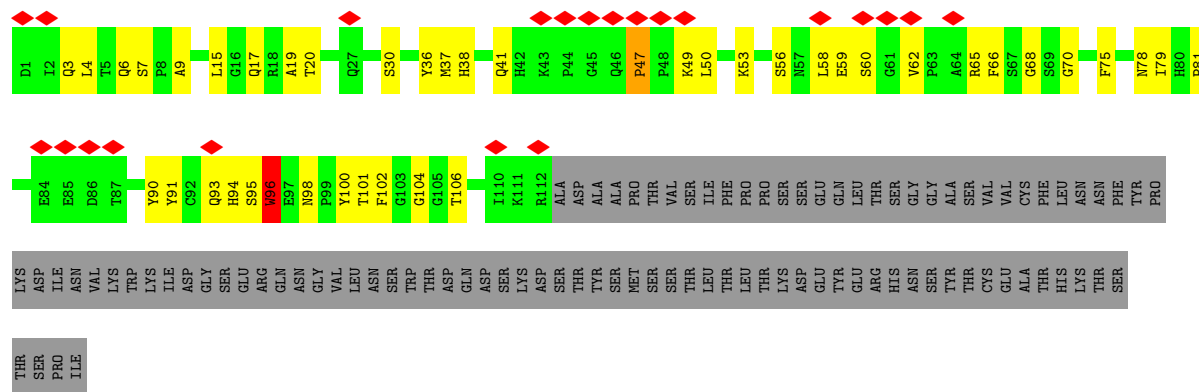 D1 I2 Q3 L4 T5 Q6 S7 P8 A9 L15 G16 Q17 R18 A19 T20 Q27 S30 Y36 M37 H38 Q41 H42 K43 P44 G45 Q46 P47 P48 K49 L50 K53 S56 N57 L58 E59 S60 G61 V62 P63 A64 R65 F66 S67 G68 S69 G70 F75 N78 I79 H80 P81
E84 E85 D86 T87 Y90 Y91 C92 Q93 H94 S95 W96 E97 N98 P99 Y100 T101 F102 G103 G104 G105 T106 I110 K111 R112 ALA ASP ALA ALA PRO THR VAL SER ILE PHE PRO PRO SER SER GLU GLN LEU THR SER GLY GLY ALA SER VAL VAL CYS PHE LEU ASN ASN PHE TYR PRO
LYS ASP ILE ASN VAL LYS TRP LYS ILE ASP GLY SER GLU ARG GLN ASN GLY VAL LEU ASN SER TRP THR ASP GLN ASP SER LYS ASP SER THR TYR SER MET SER SER THR LEU THR LEU THR LYS ASP GLU TYR GLU ARG HIS ASN SER TYR THR CYS GLU ALA THR HIS LYS THR SER
THR SER PRO ILE